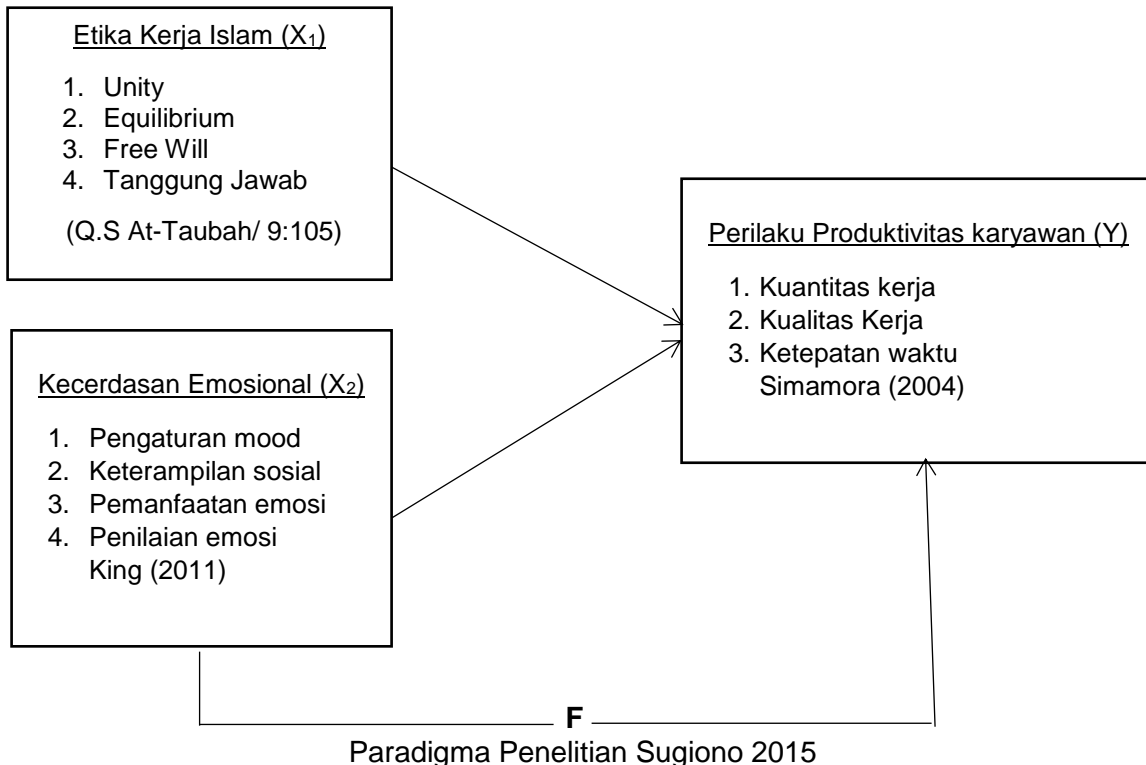 Etika Kerja Islam (X₁)
1. Unity
2. Equilibrium
3. Free Will
4. Tanggung Jawab
(Q.S At-Taubah/ 9:105)
Kecerdasan Emosional (X₂)
1. Pengaturan mood
2. Keterampilan sosial
3. Pemanfaatan emosi
4. Penilaian emosi
King (2011)
Perilaku Produktivitas karyawan (Y)
1. Kuantitas kerja
2. Kualitas Kerja
3. Ketepatan waktu
Simamora (2004)
F
Paradigma Penelitian Sugiono 2015